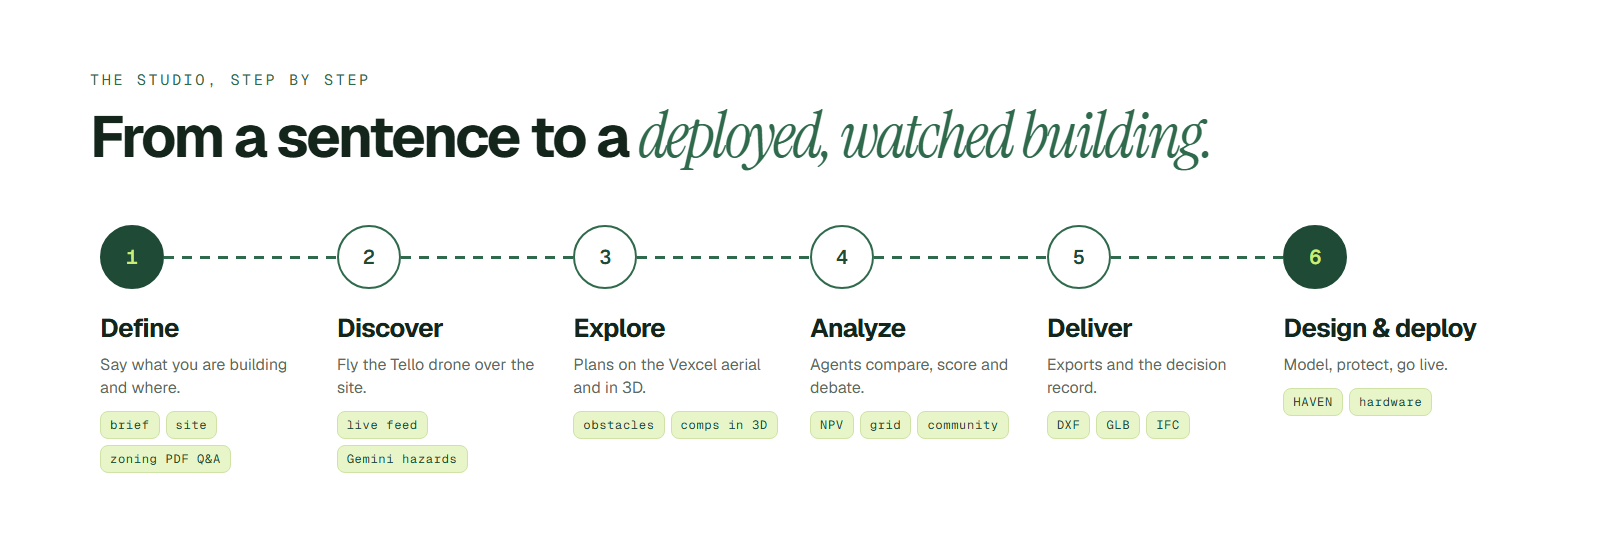 THE STUDIO, STEP BY STEP
From a sentence to a deployed, watched building.
1
2
3
4
5
6
Define
Say what you are building
and where.
brief
site
zoning PDF Q&A
Discover
Fly the Tello drone over the
site.
live feed
Gemini hazards
Explore
Plans on the Vexcel aerial
and in 3D.
obstacles
comps in 3D
Analyze
Agents compare, score and
debate.
NPV
grid
community
Deliver
Exports and the decision
record.
DXF
GLB
IFC
Design & deploy
Model, protect, go live.
HAVEN
hardware